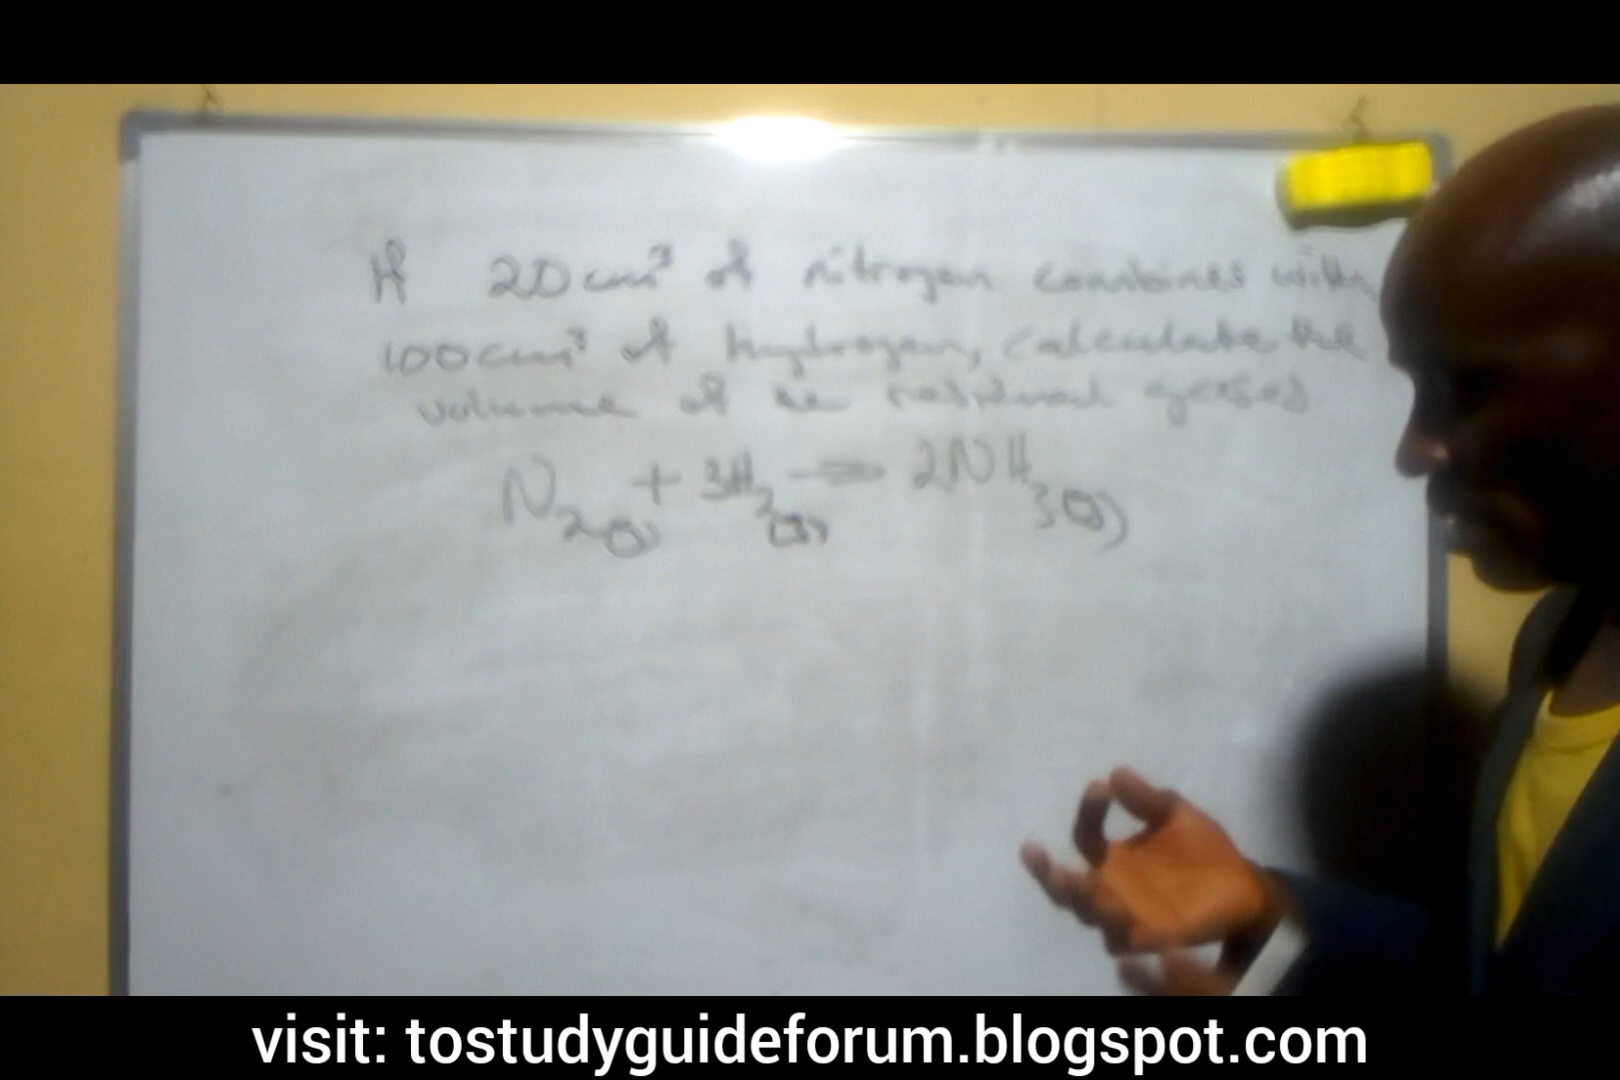 If 20cm³ of nitrogen combines with
100cm³ of hydrogen, calculate the
volume of te residual gases
N₂(g) + 3H₂(g) → 2NH₃(g)
visit: tostudyguideforum.blogspot.com